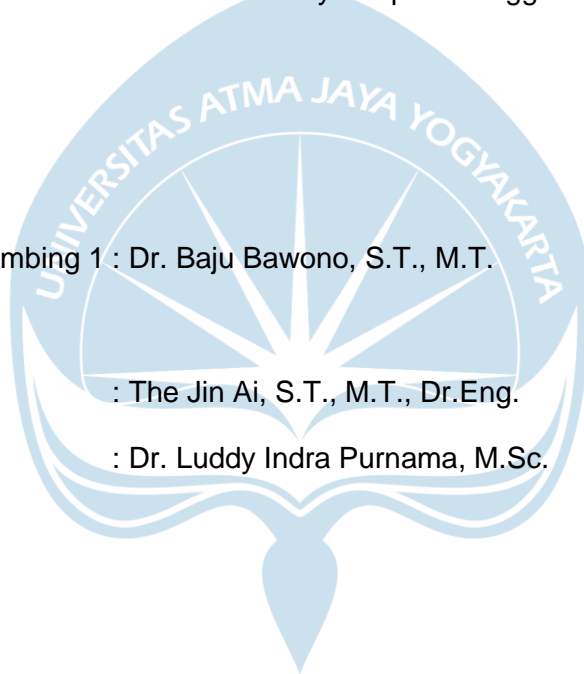 UNIVERSITAS ATMA JAYA YOGYAKARTA
mbing 1 : Dr. Baju Bawono, S.T., M.T.
: The Jin Ai, S.T., M.T., Dr.Eng.
: Dr. Luddy Indra Purnama, M.Sc.